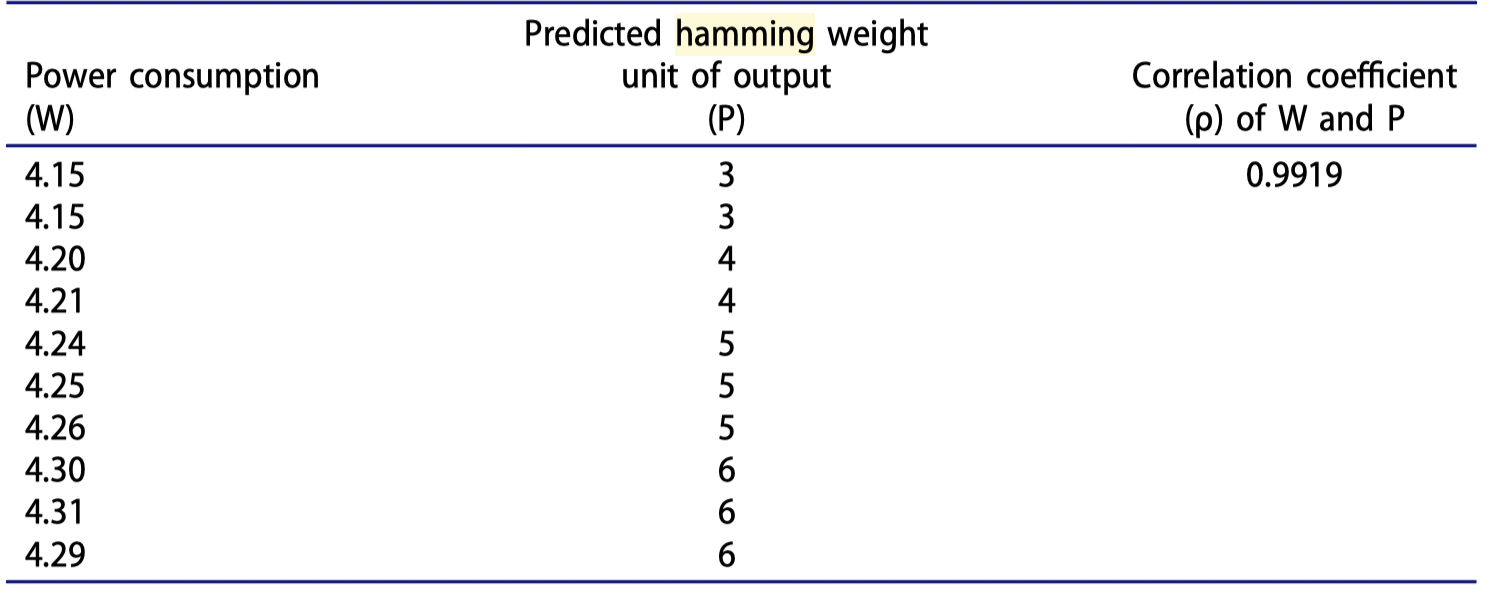 Predicted hamming weight
Power consumption unit of output Correlation coefficient
(W) (P) (ρ) of W and P
4.15 3 0.9919
4.15 3
4.20 4
4.21 4
4.24 5
4.25 5
4.26 5
4.30 6
4.31 6
4.29 6